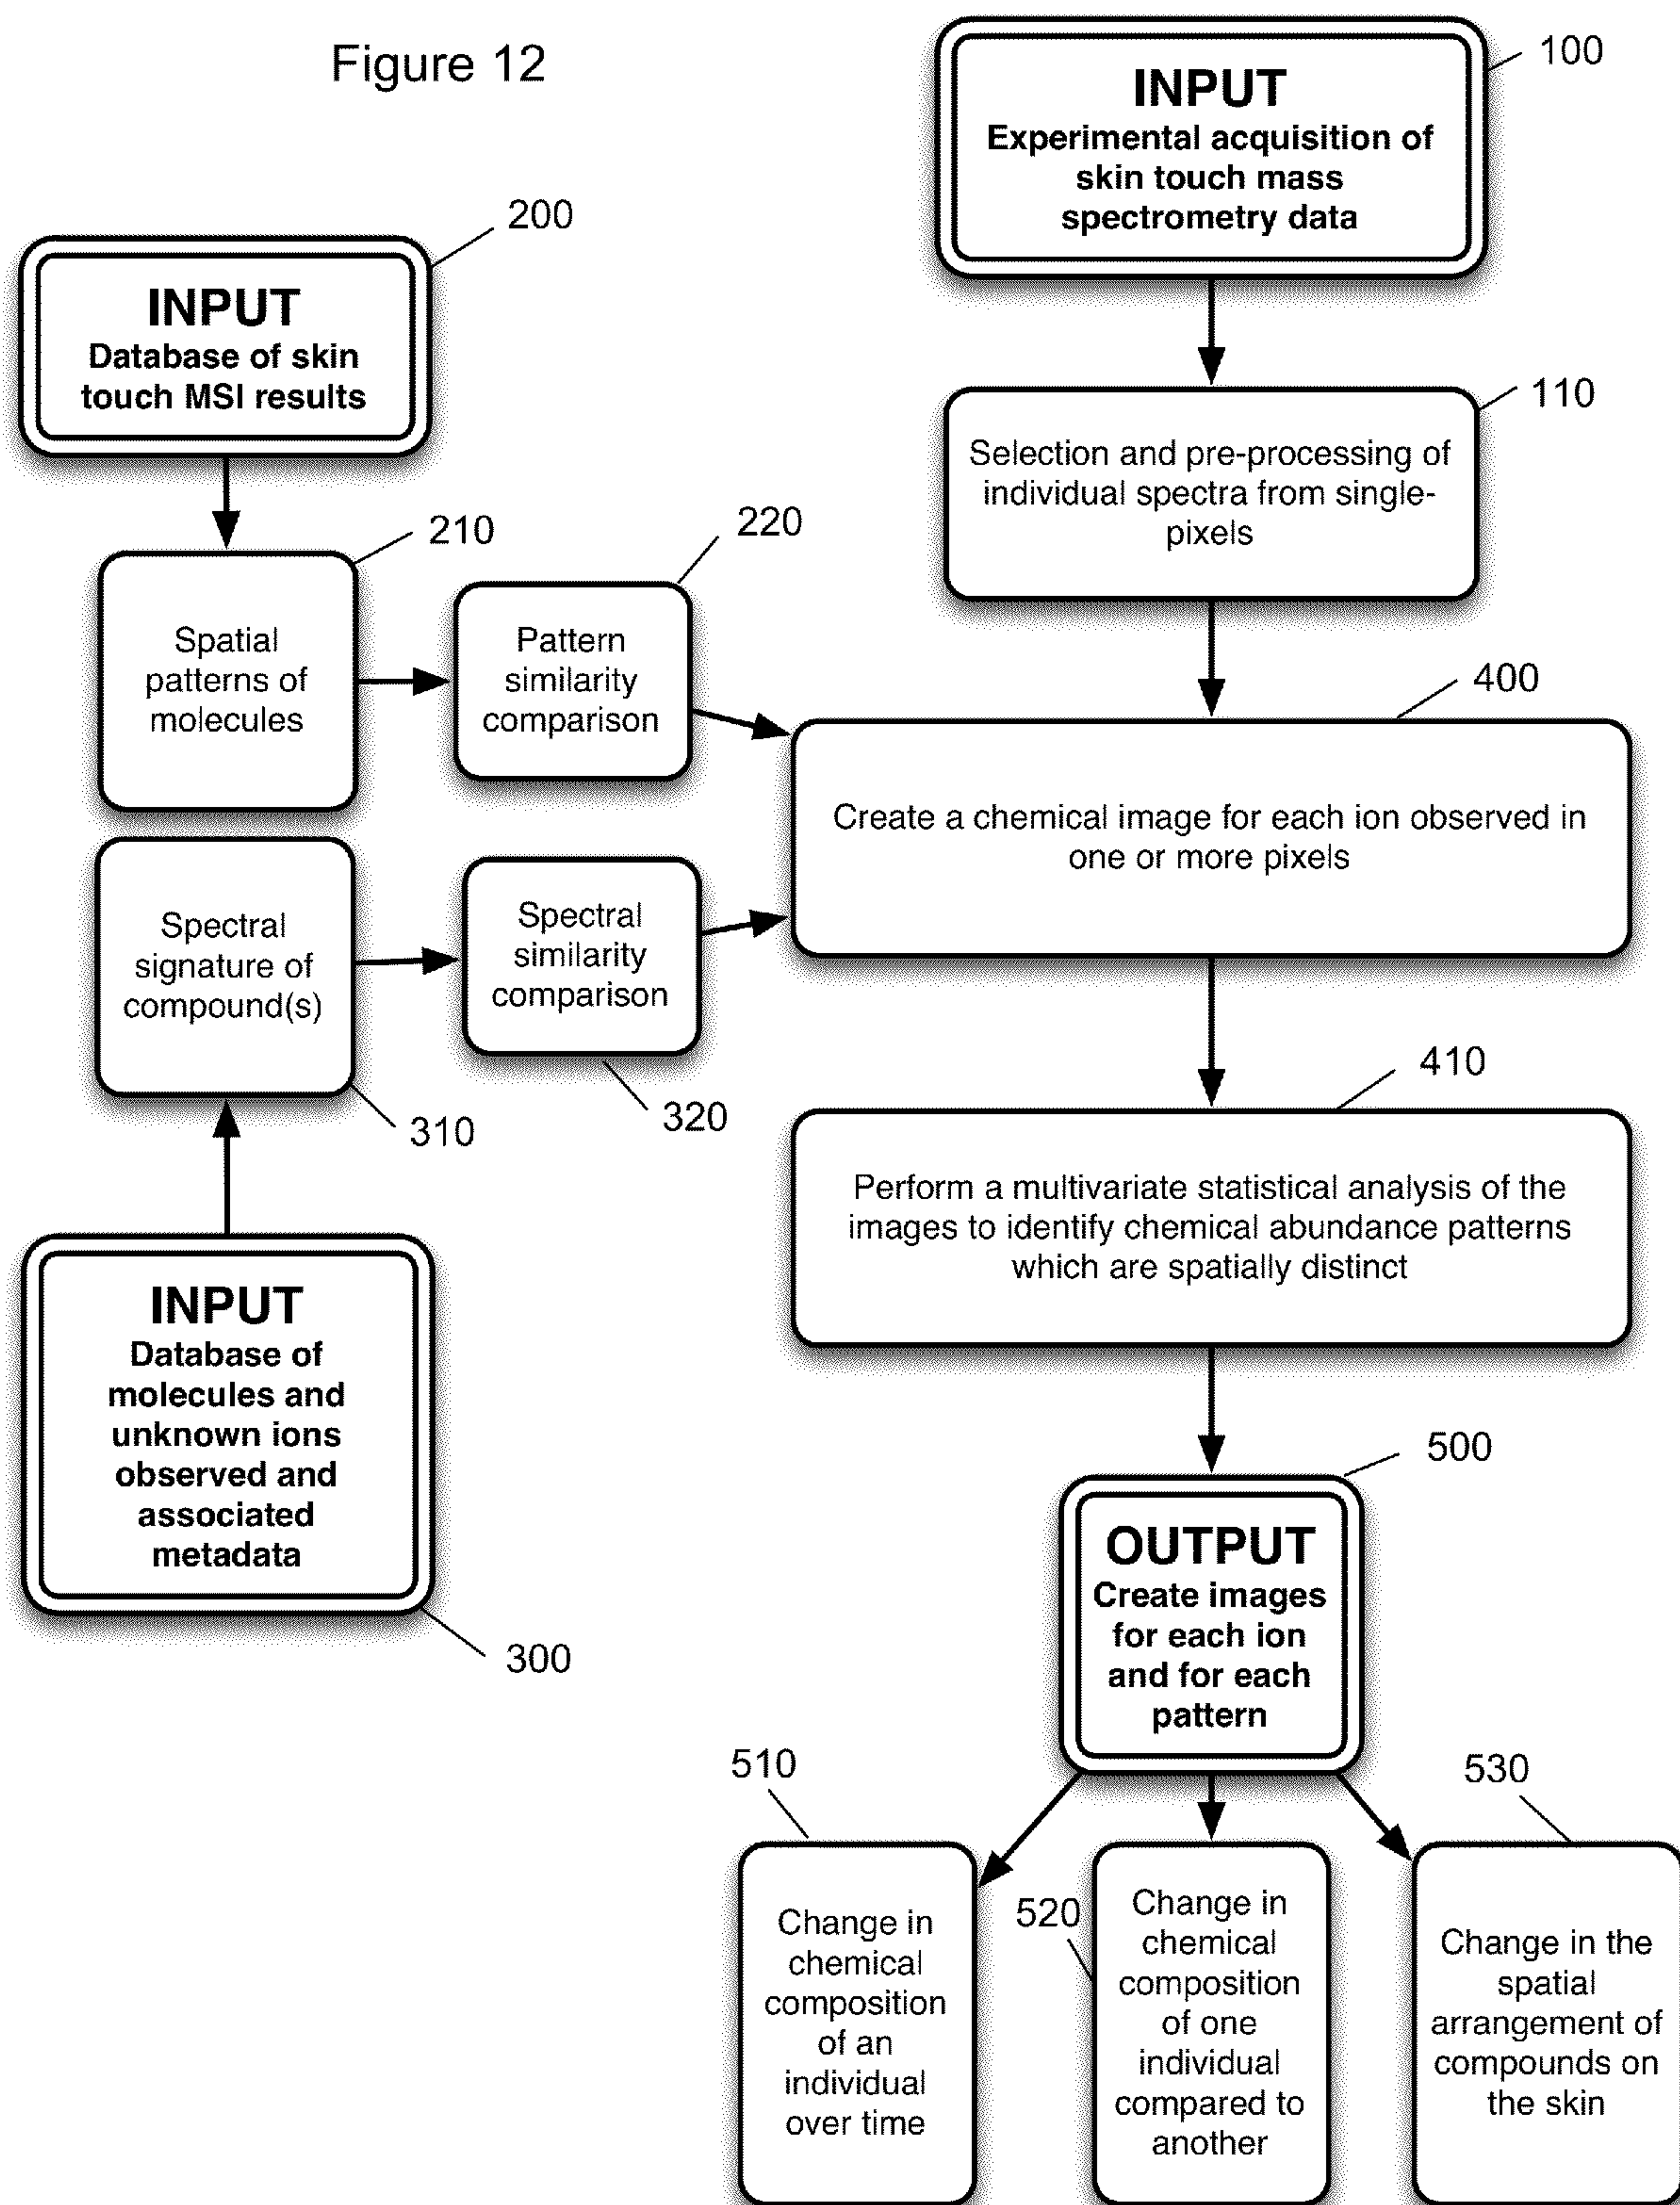 Figure 12
100
INPUT
Experimental acquisition of
skin touch mass
spectrometry data
200
INPUT
Database of skin
touch MSI results
110
Selection and pre-processing of
individual spectra from single-
pixels
210
Spatial
patterns of
molecules
220
Pattern
similarity
comparison
400
Create a chemical image for each ion observed in
one or more pixels
Spectral
signature of
compound(s)
310
Spectral
similarity
comparison
320
410
Perform a multivariate statistical analysis of the
images to identify chemical abundance patterns
which are spatially distinct
INPUT
Database of
molecules and
unknown ions
observed and
associated
metadata
300
500
OUTPUT
Create images
for each ion
and for each
pattern
510
Change in
chemical
composition
of an
individual
over time
520
Change in
chemical
composition
of one
individual
compared to
another
530
Change in the
spatial
arrangement of
compounds on
the skin